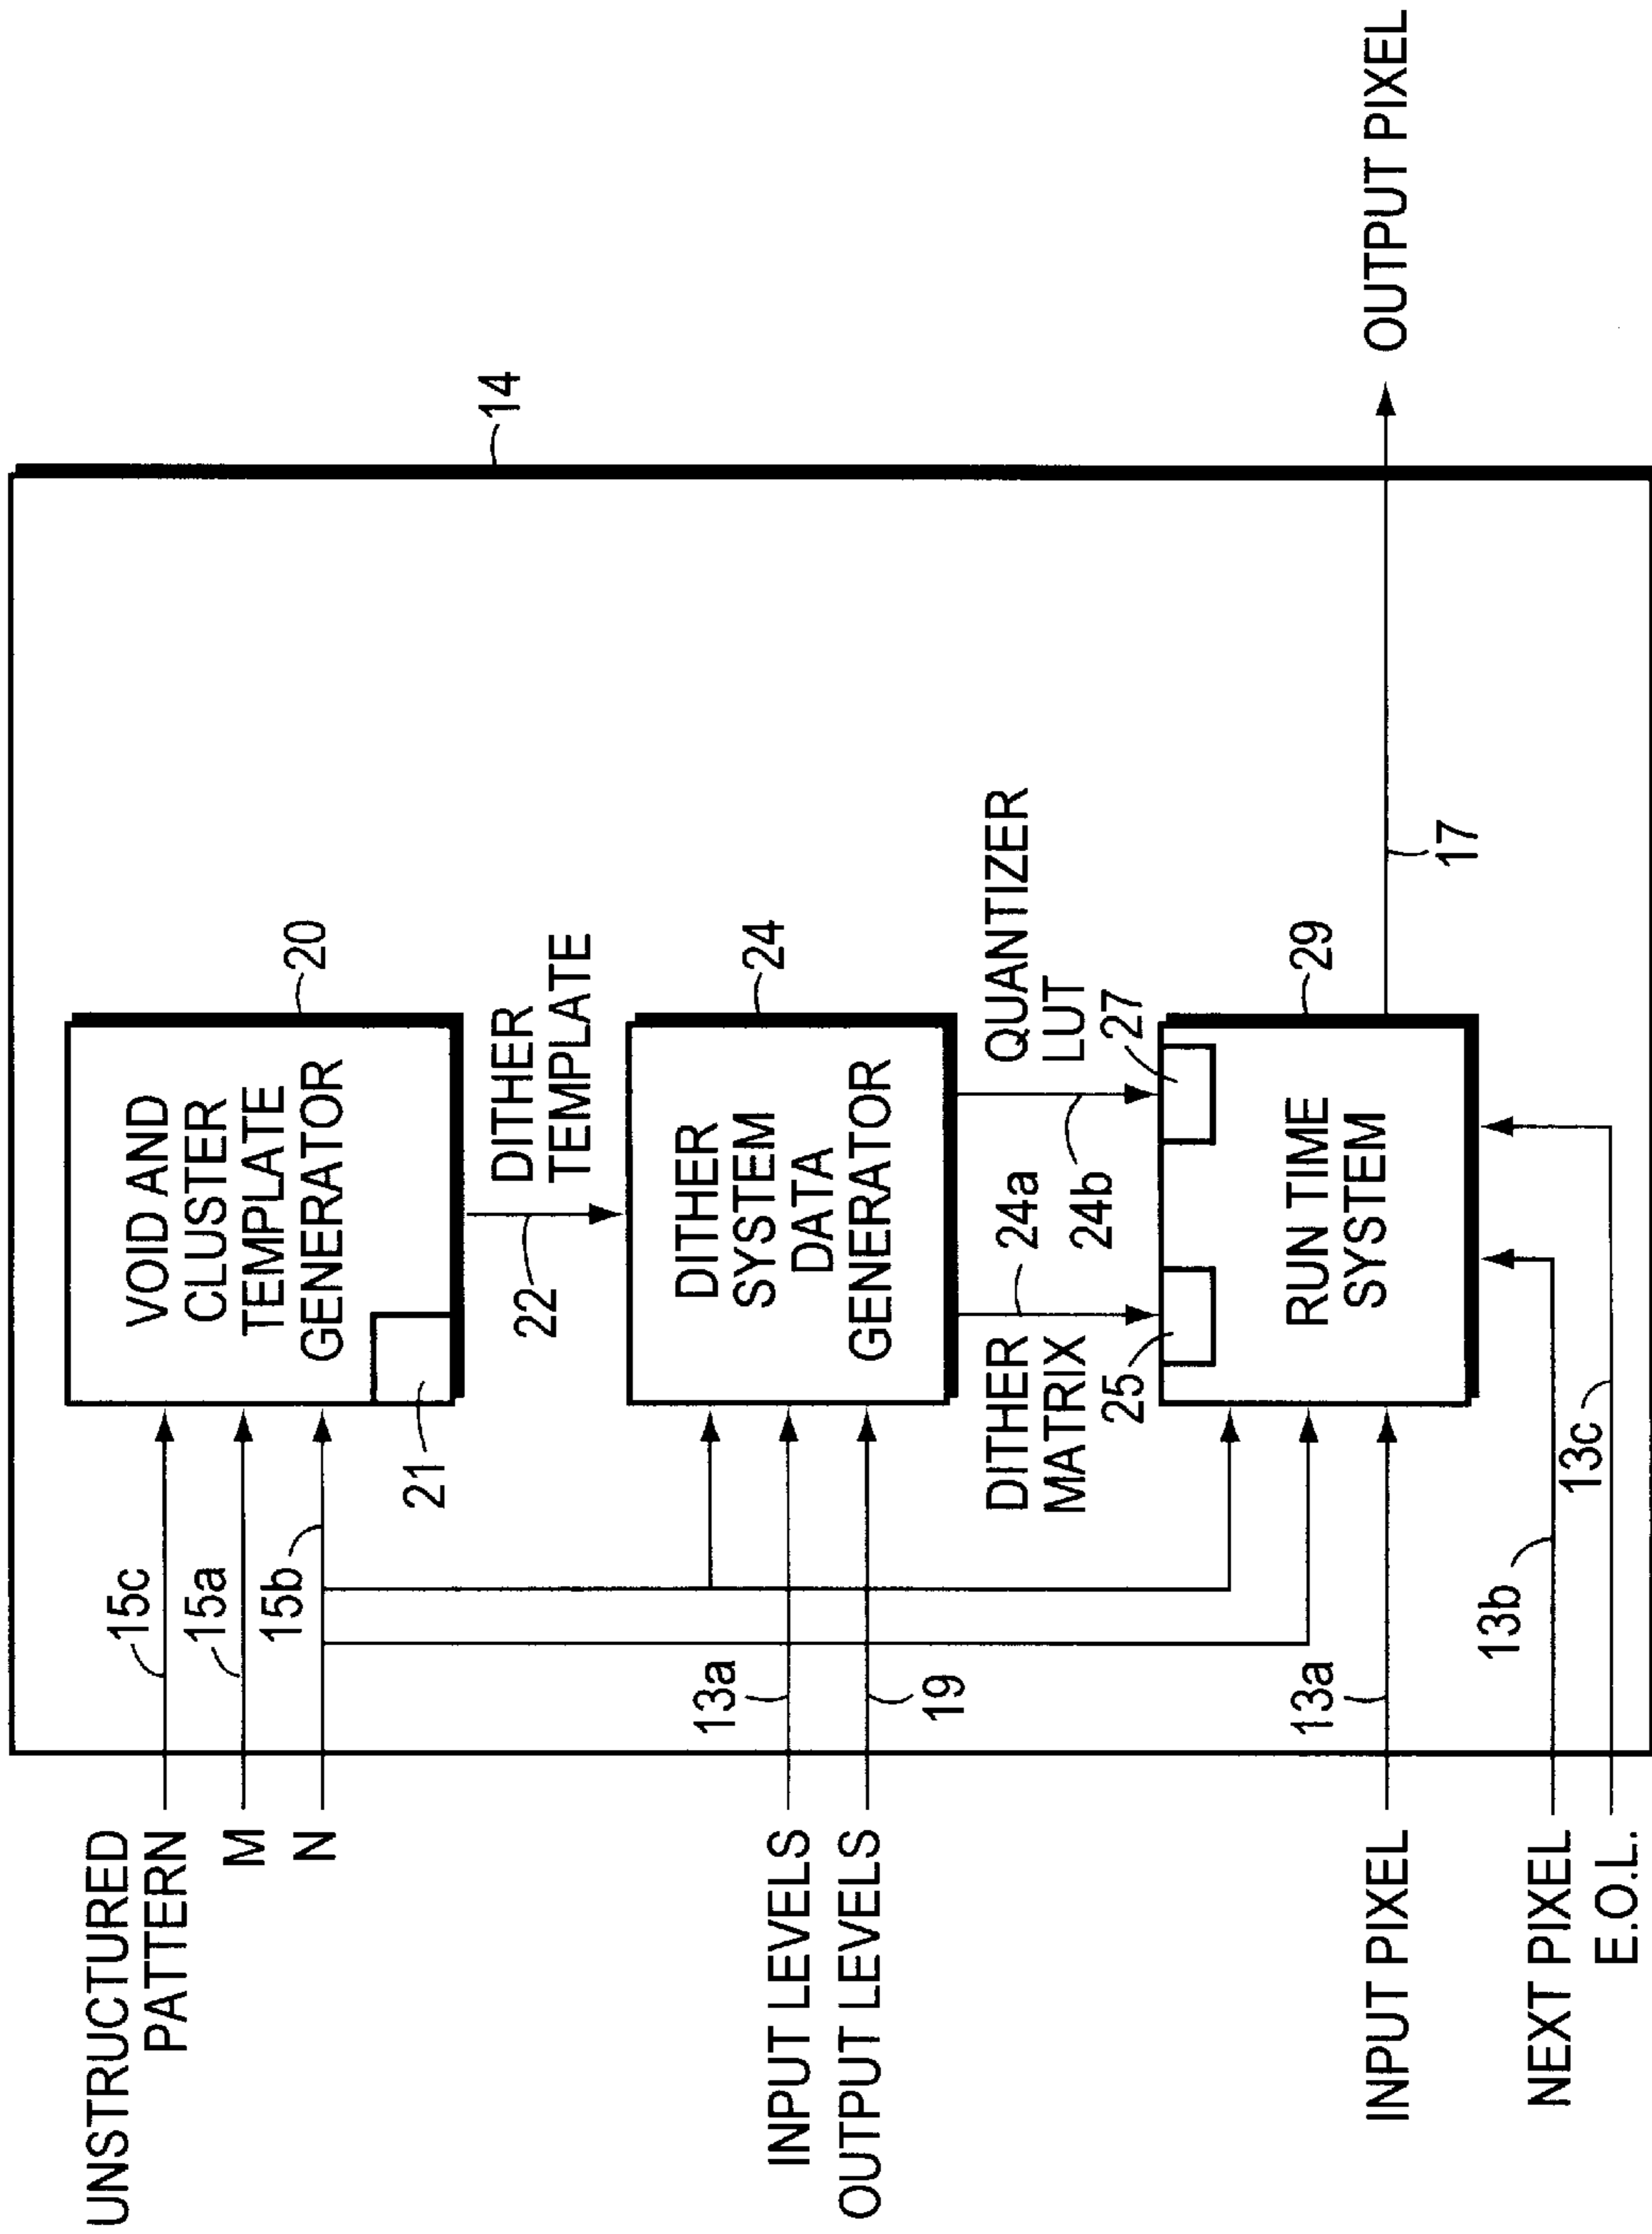 UNSTRUCTURED
PATTERN
M
N
15c
15a
15b
21
VOID AND
CLUSTER
TEMPLATE
GENERATOR
20
14
22
DITHER
TEMPLATE
INPUT LEVELS
OUTPUT LEVELS
13a
19
DITHER
SYSTEM
DATA
GENERATOR
24
DITHER
MATRIX
24a
24b
QUANTIZER
LUT
25
27
INPUT PIXEL
13a
RUN TIME
SYSTEM
29
17
OUTPUT PIXEL
NEXT PIXEL
13b
E.O.L.
13c